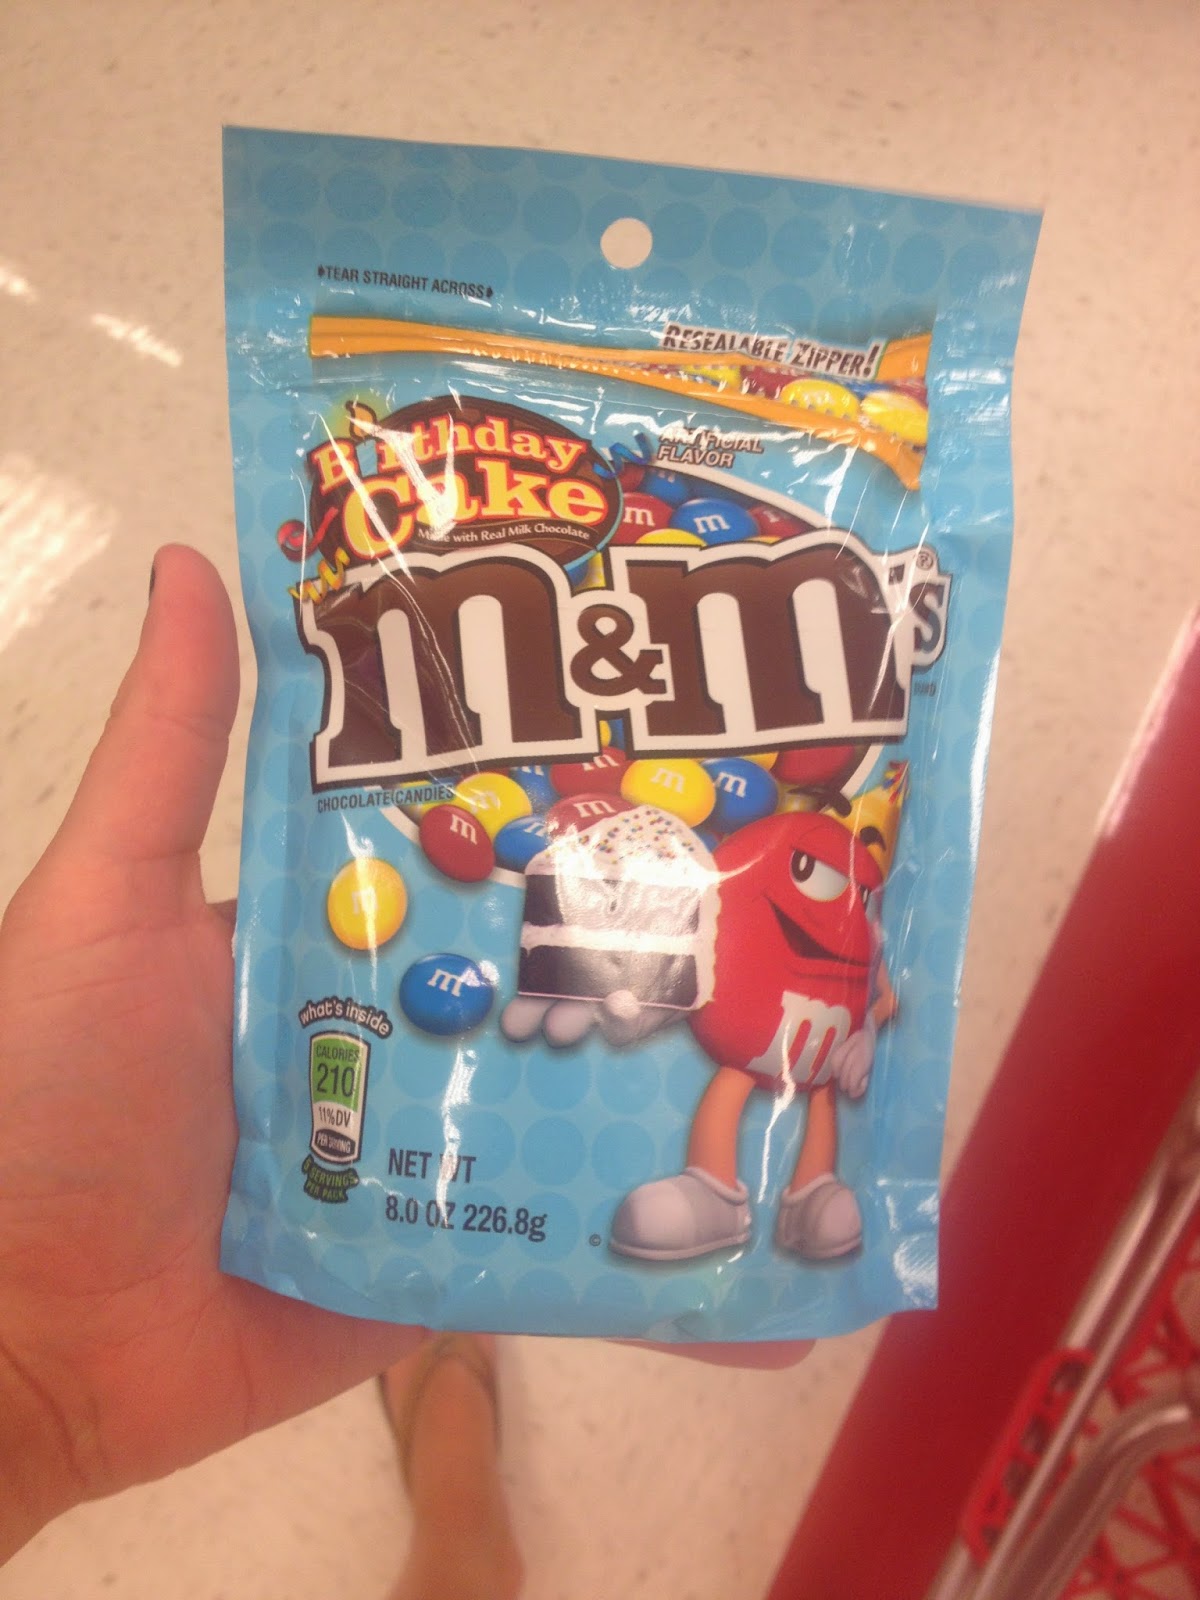 TEAR STRAIGHT ACROSS
RESEALABLE ZIPPER!
Birthday
Cake
Made with Real Milk Chocolate
ARTIFICIAL
FLAVOR
m&m's®
CHOCOLATE CANDIES
m
m
m
m
m
m
m
m
m
m
m
what's inside
CALORIES
210
11%DV
PER SERVING
SERVINGS
PER PACK
NET WT
8.0 OZ 226.8g
©